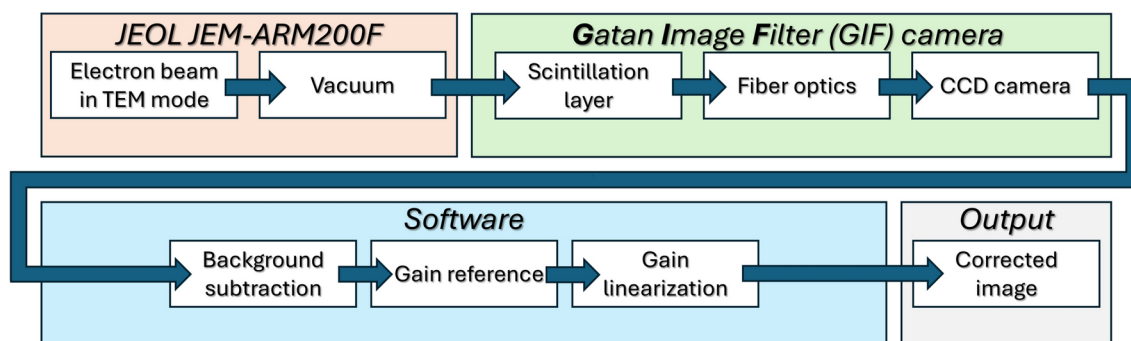 JEOL JEM-ARM200F
Gatan Image Filter (GIF) camera
Electron beam
in TEM mode
Vacuum
Scintillation
layer
Fiber optics
CCD camera
Software
Output
Background
subtraction
Gain reference
Gain
linearization
Corrected
image